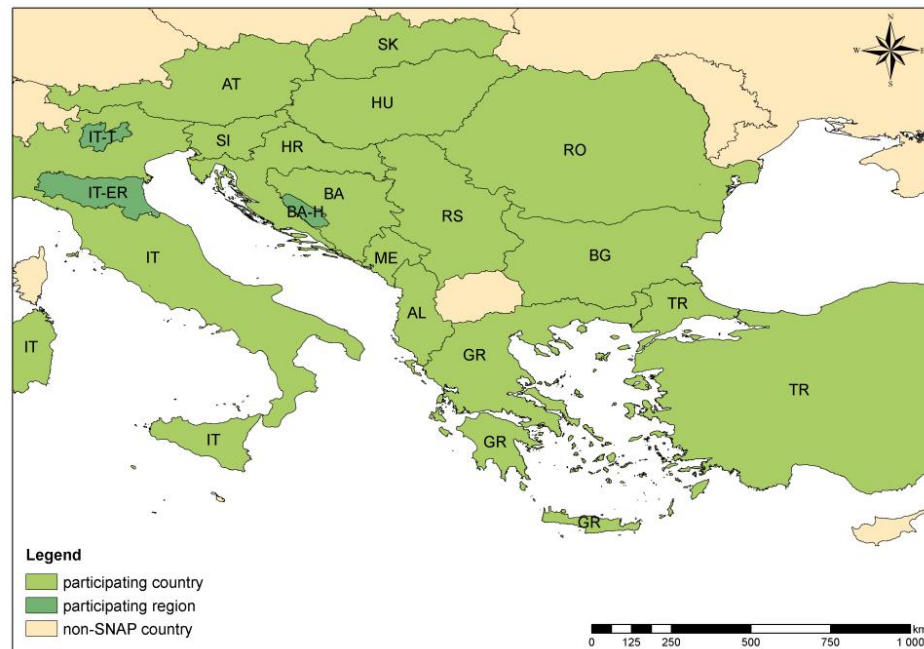 N
W E
S
SK
AT
HU
IT-T
SI
HR
RO
IT-ER
BA
BA-H
RS
IT
ME
BG
AL
TR
IT
GR
TR
IT
GR
GR
Legend
participating country
participating region
non-SNAP country
km
0 125 250 500 750 1 000